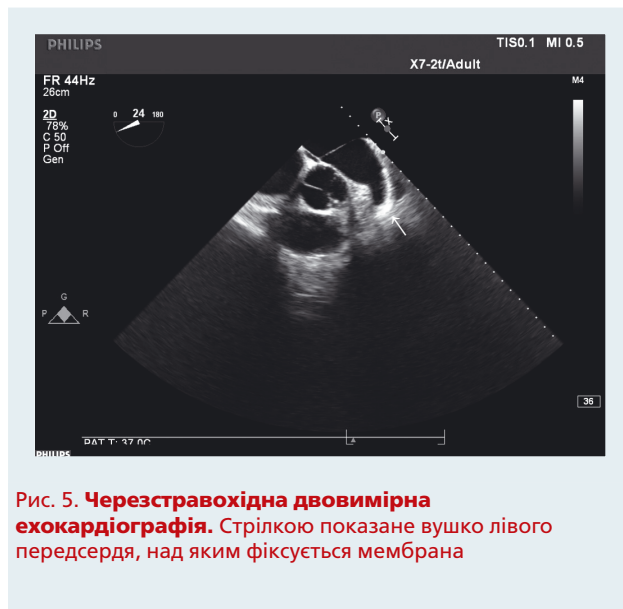 PHILIPS
TIS0.1 MI 0.5
X7-2t/Adult
FR 44Hz
26cm
M4
2D
78%
C 50
P Off
Gen
0 24 180
P X
G
P R
36
PAT T: 37.0C
PHILIPS
Рис. 5. Черезстравохідна двовимірна
ехокардіографія. Стрілкою показане вушко лівого
передсердя, над яким фіксується мембрана